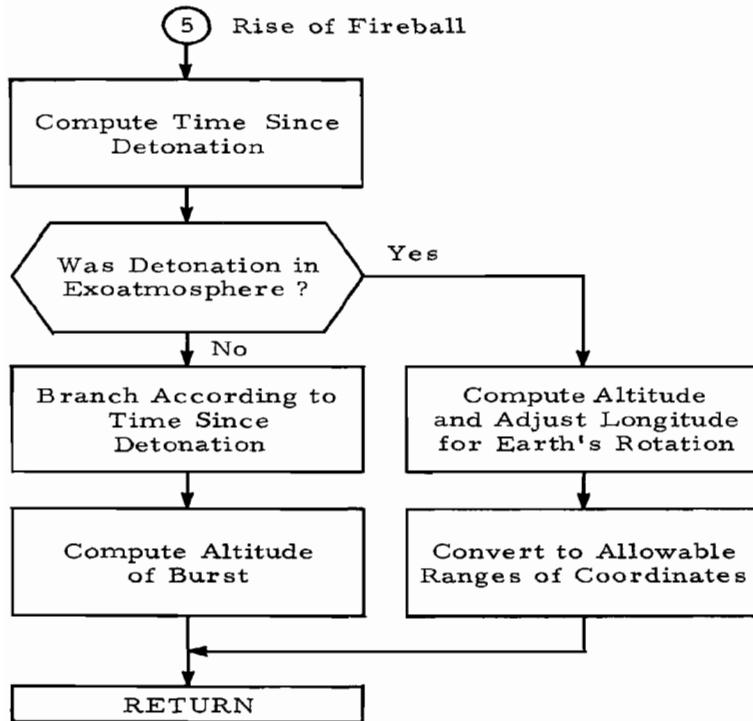 5 Rise of Fireball
Compute Time Since
Detonation
Was Detonation in
Exoatmosphere ?
Yes
No
Branch According to
Time Since
Detonation
Compute Altitude
and Adjust Longitude
for Earth's Rotation
Compute Altitude
of Burst
Convert to Allowable
Ranges of Coordinates
RETURN